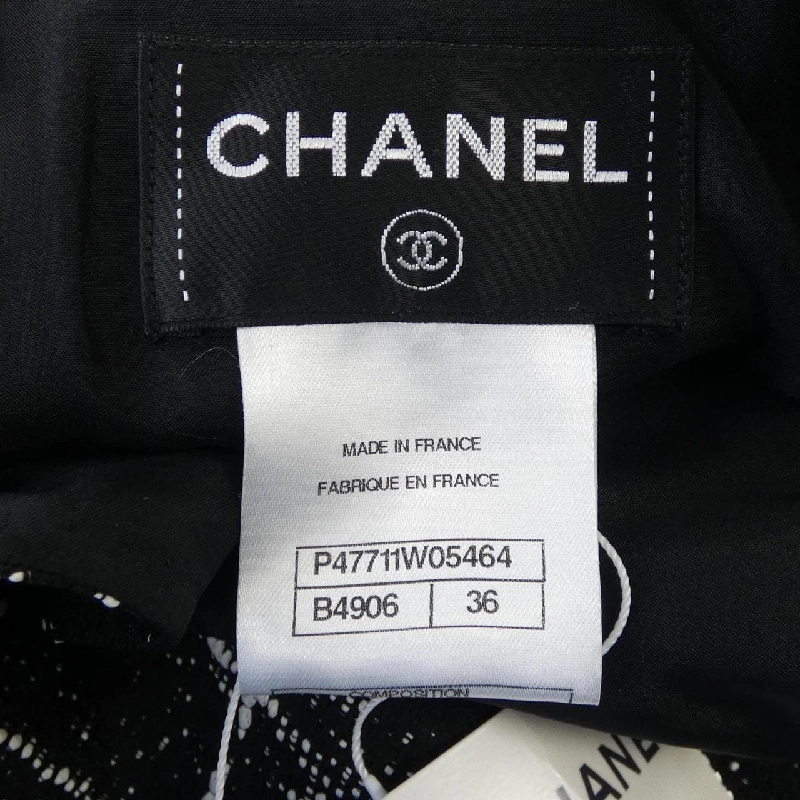 CHANEL
MADE IN FRANCE
FABRIQUE EN FRANCE
P47711W05464
B4906 36
COMPOSITION